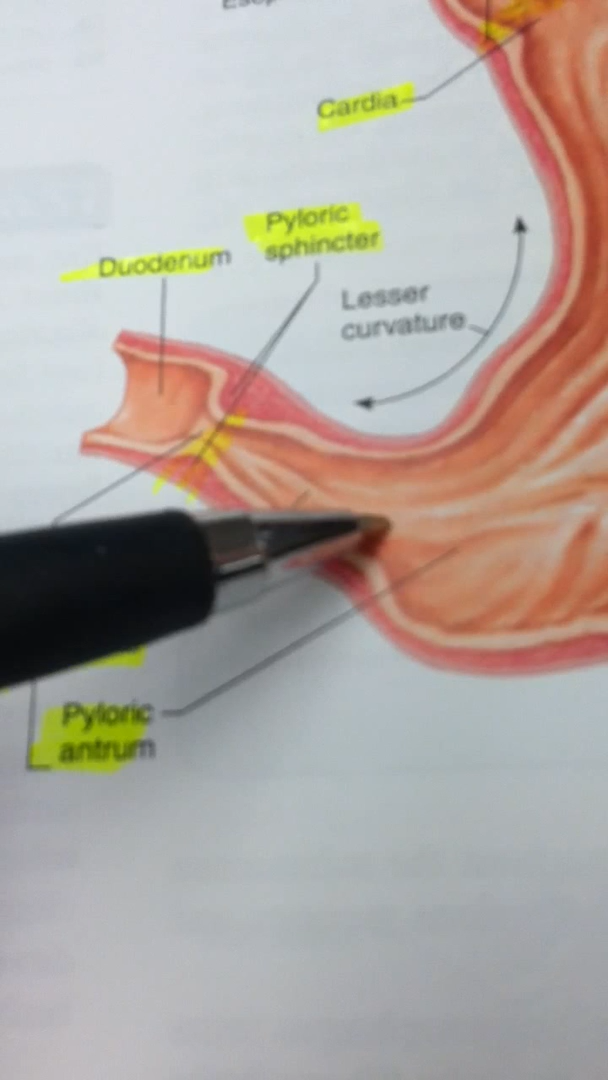 Cardia
Pyloric
sphincter
Duodenum
Lesser
curvature
Pyloric
antrum